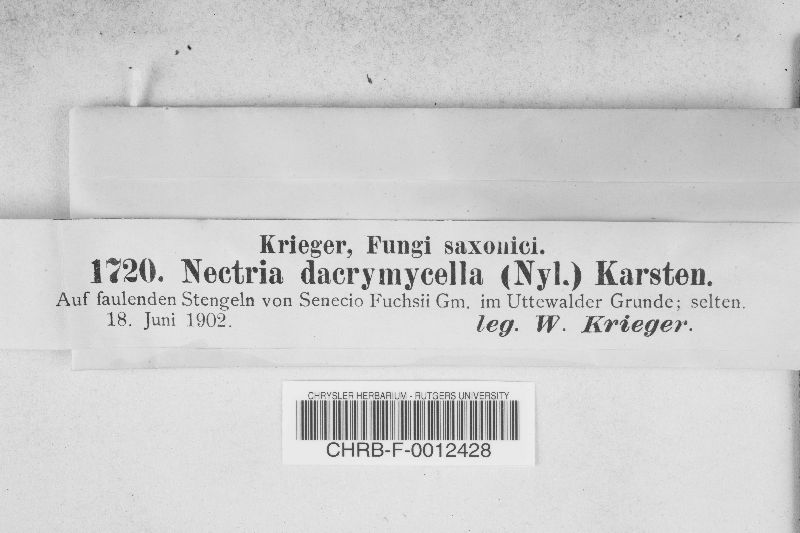 Krieger, Fungi saxonici.
1720. Nectria dacrymycella (Nyl.) Karsten.
Auf faulenden Stengeln von Senecio Fuchsii Gm. im Uttewalder Grunde; selten.
18. Juni 1902. leg. W. Krieger.
CHRYSLER HERBARIUM - RUTGERS UNIVERSITY
CHRB-F-0012428